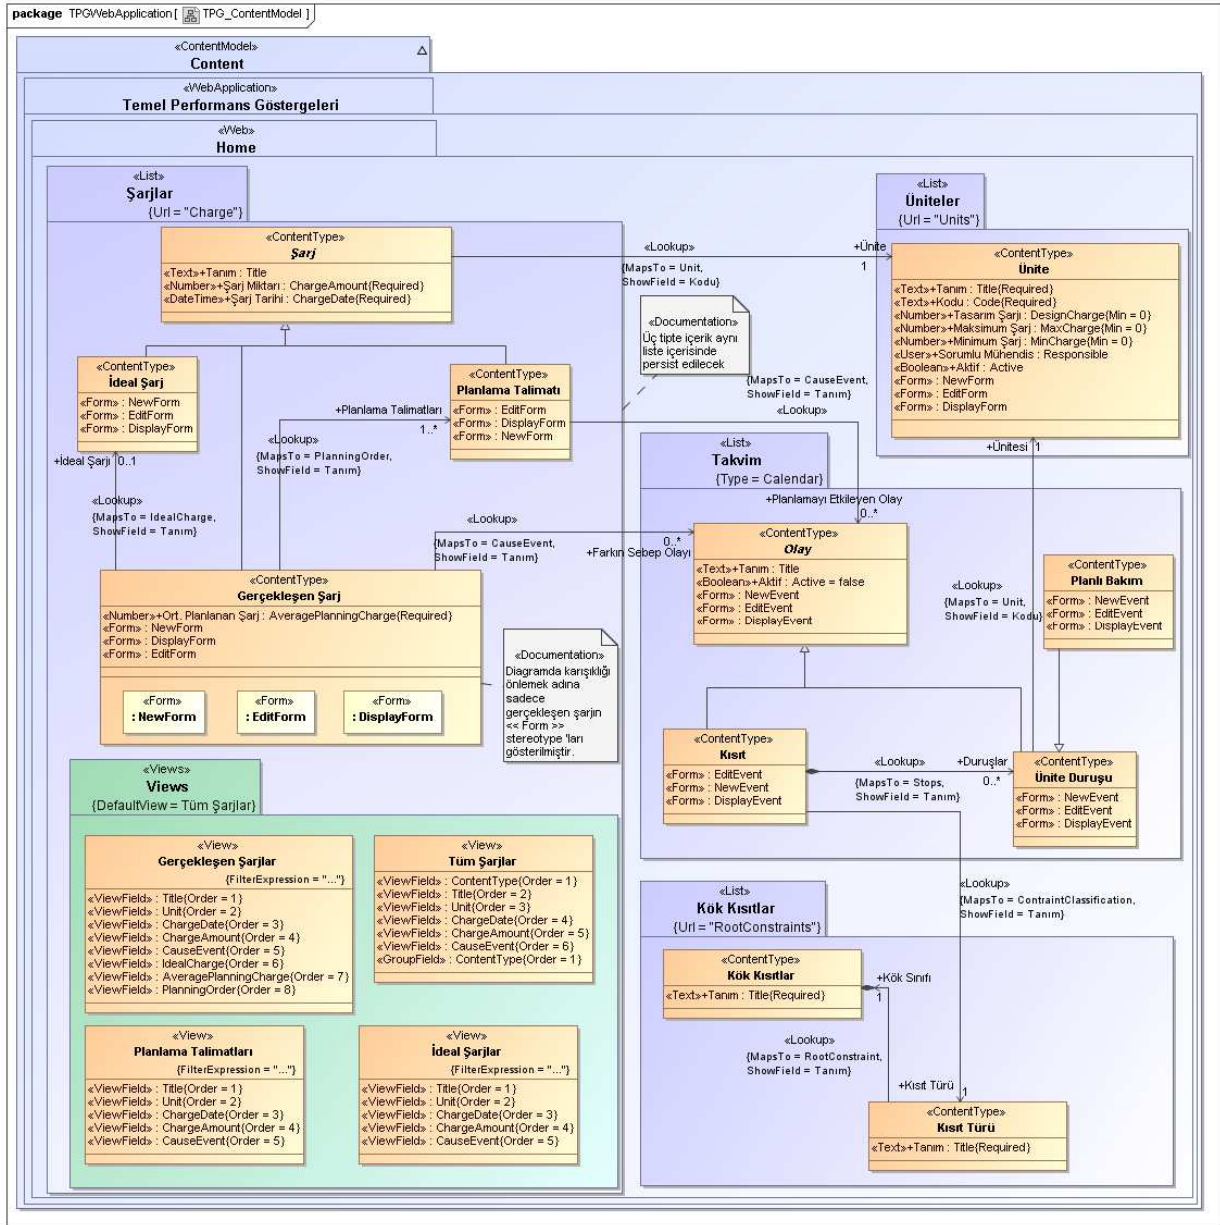 package TPGWebApplication [ TPG_ContentModel ]
«ContentModel»
Content
«WebApplication»
Temel Performans Göstergeleri
«Web»
Home
«List»
Şarjlar
{Url = "Charge"}
«ContentType»
Şarj
«Text»+Tanım : Title
«Number»+Şarj Miktarı : ChargeAmount{Required}
«DateTime»+Şarj Tarihi : ChargeDate{Required}
«Lookup»
{MapsTo = Unit,
ShowField = Kodu}
+Ünite
1
«List»
Üniteler
{Url = "Units"}
«ContentType»
Ünite
«Text»+Tanım : Title{Required}
«Text»+Kodu : Code{Required}
«Number»+Tasarım Şarjı : DesignCharge{Min = 0}
«Number»+Maksimum Şarj : MaxCharge{Min = 0}
«Number»+Minimum Şarj : MinCharge{Min = 0}
«User»+Sorumlu Mühendis : Responsible
«Boolean»+Aktif : Active
«Form» : NewForm
«Form» : EditForm
«Form» : DisplayForm
«Documentation»
Üç tipte içerik aynı
liste içerisinde
persist edilecek
«ContentType»
İdeal Şarj
«Form» : NewForm
«Form» : EditForm
«Form» : DisplayForm
«ContentType»
Planlama Talimatı
«Form» : EditForm
«Form» : DisplayForm
«Form» : NewForm
+Planlama Talimatları
1..*
«Lookup»
{MapsTo = PlanningOrder,
ShowField = Tanım}
{MapsTo = CauseEvent,
ShowField = Tanım}
«Lookup»
+İdeal Şarjı 0..1
«Lookup»
{MapsTo = IdealCharge,
ShowField = Tanım}
+Ünitesi 1
«List»
Takvim
{Type = Calendar}
+Planlamayı Etkileyen Olay
0..*
«Lookup»
{MapsTo = CauseEvent,
ShowField = Tanım}
0..*
+Farkın Sebep Olayı
«ContentType»
Olay
«Text»+Tanım : Title
«Boolean»+Aktif : Active = false
«Form» : NewEvent
«Form» : EditEvent
«Form» : DisplayEvent
«Lookup»
{MapsTo = Unit,
ShowField = Kodu}
«ContentType»
Planlı Bakım
«Form» : NewEvent
«Form» : EditEvent
«Form» : DisplayEvent
«ContentType»
Gerçekleşen Şarj
«Number»+Ort. Planlanan Şarj : AveragePlanningCharge{Required}
«Form» : NewForm
«Form» : DisplayForm
«Form» : EditForm
«Form»
: NewForm
«Form»
: EditForm
«Form»
: DisplayForm
«Documentation»
Diagramda karışıklığı
önlemek adına
sadece
gerçekleşen şarjın
<< Form >>
stereotype 'ları
gösterilmiştir.
«ContentType»
Kısıt
«Form» : EditEvent
«Form» : NewEvent
«Form» : DisplayEvent
«Lookup»
{MapsTo = Stops,
ShowField = Tanım}
+Duruşlar
0..*
«ContentType»
Ünite Duruşu
«Form» : NewEvent
«Form» : EditEvent
«Form» : DisplayEvent
«Views»
Views
{DefaultView = Tüm Şarjlar}
«View»
Gerçekleşen Şarjlar
{FilterExpression = "..."}
«ViewField» : Title{Order = 1}
«ViewField» : Unit{Order = 2}
«ViewField» : ChargeDate{Order = 3}
«ViewField» : ChargeAmount{Order = 4}
«ViewField» : CauseEvent{Order = 5}
«ViewField» : IdealCharge{Order = 6}
«ViewField» : AveragePlanningCharge{Order = 7}
«ViewField» : PlanningOrder{Order = 8}
«View»
Tüm Şarjlar
«ViewField» : ContentType{Order = 1}
«ViewField» : Title{Order = 2}
«ViewField» : Unit{Order = 3}
«ViewField» : ChargeDate{Order = 4}
«ViewField» : ChargeAmount{Order = 5}
«ViewField» : CauseEvent{Order = 6}
«GroupField» : ContentType{Order = 1}
«View»
Planlama Talimatları
{FilterExpression = "..."}
«ViewField» : Title{Order = 1}
«ViewField» : Unit{Order = 2}
«ViewField» : ChargeDate{Order = 3}
«ViewField» : ChargeAmount{Order = 4}
«ViewField» : CauseEvent{Order = 5}
«View»
İdeal Şarjlar
{FilterExpression = "..."}
«ViewField» : Title{Order = 1}
«ViewField» : Unit{Order = 2}
«ViewField» : ChargeDate{Order = 3}
«ViewField» : ChargeAmount{Order = 4}
«ViewField» : CauseEvent{Order = 5}
«Lookup»
{MapsTo = ContraintClassification,
ShowField = Tanım}
«List»
Kök Kısıtlar
{Url = "RootConstraints"}
«ContentType»
Kök Kısıtlar
«Text»+Tanım : Title{Required}
+Kök Sınıfı
1
«Lookup»
{MapsTo = RootConstraint,
ShowField = Tanım}
+Kısıt Türü
1
«ContentType»
Kısıt Türü
«Text»+Tanım : Title{Required}